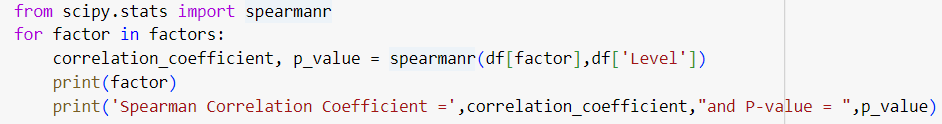 from scipy.stats import spearmanr
for factor in factors:
    correlation_coefficient, p_value = spearmanr(df[factor],df['Level'])
    print(factor)
    print('Spearman Correlation Coefficient =',correlation_coefficient,"and P-value = ",p_value)